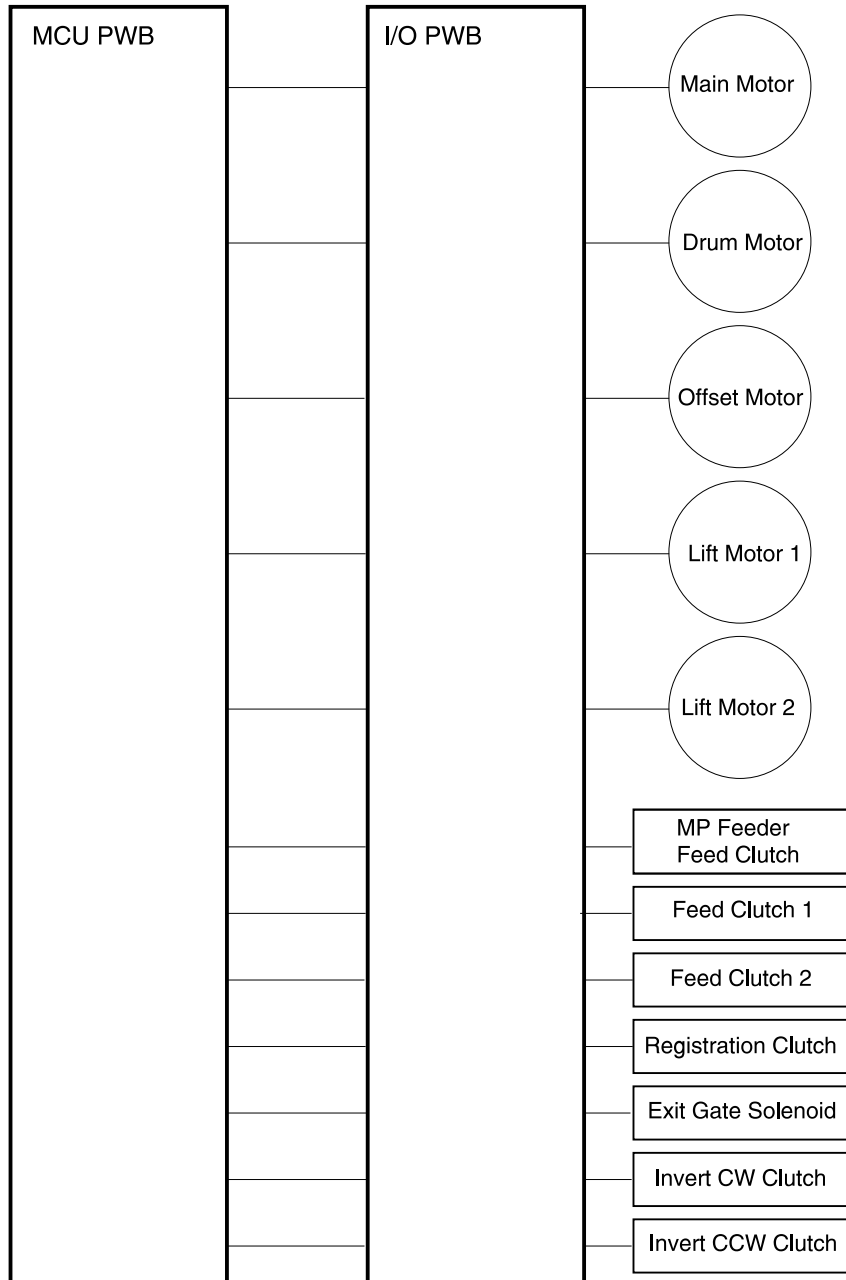 MCU PWB
I/O PWB
Main Motor
Drum Motor
Offset Motor
Lift Motor 1
Lift Motor 2
MP Feeder
Feed Clutch
Feed Clutch 1
Feed Clutch 2
Registration Clutch
Exit Gate Solenoid
Invert CW Clutch
Invert CCW Clutch